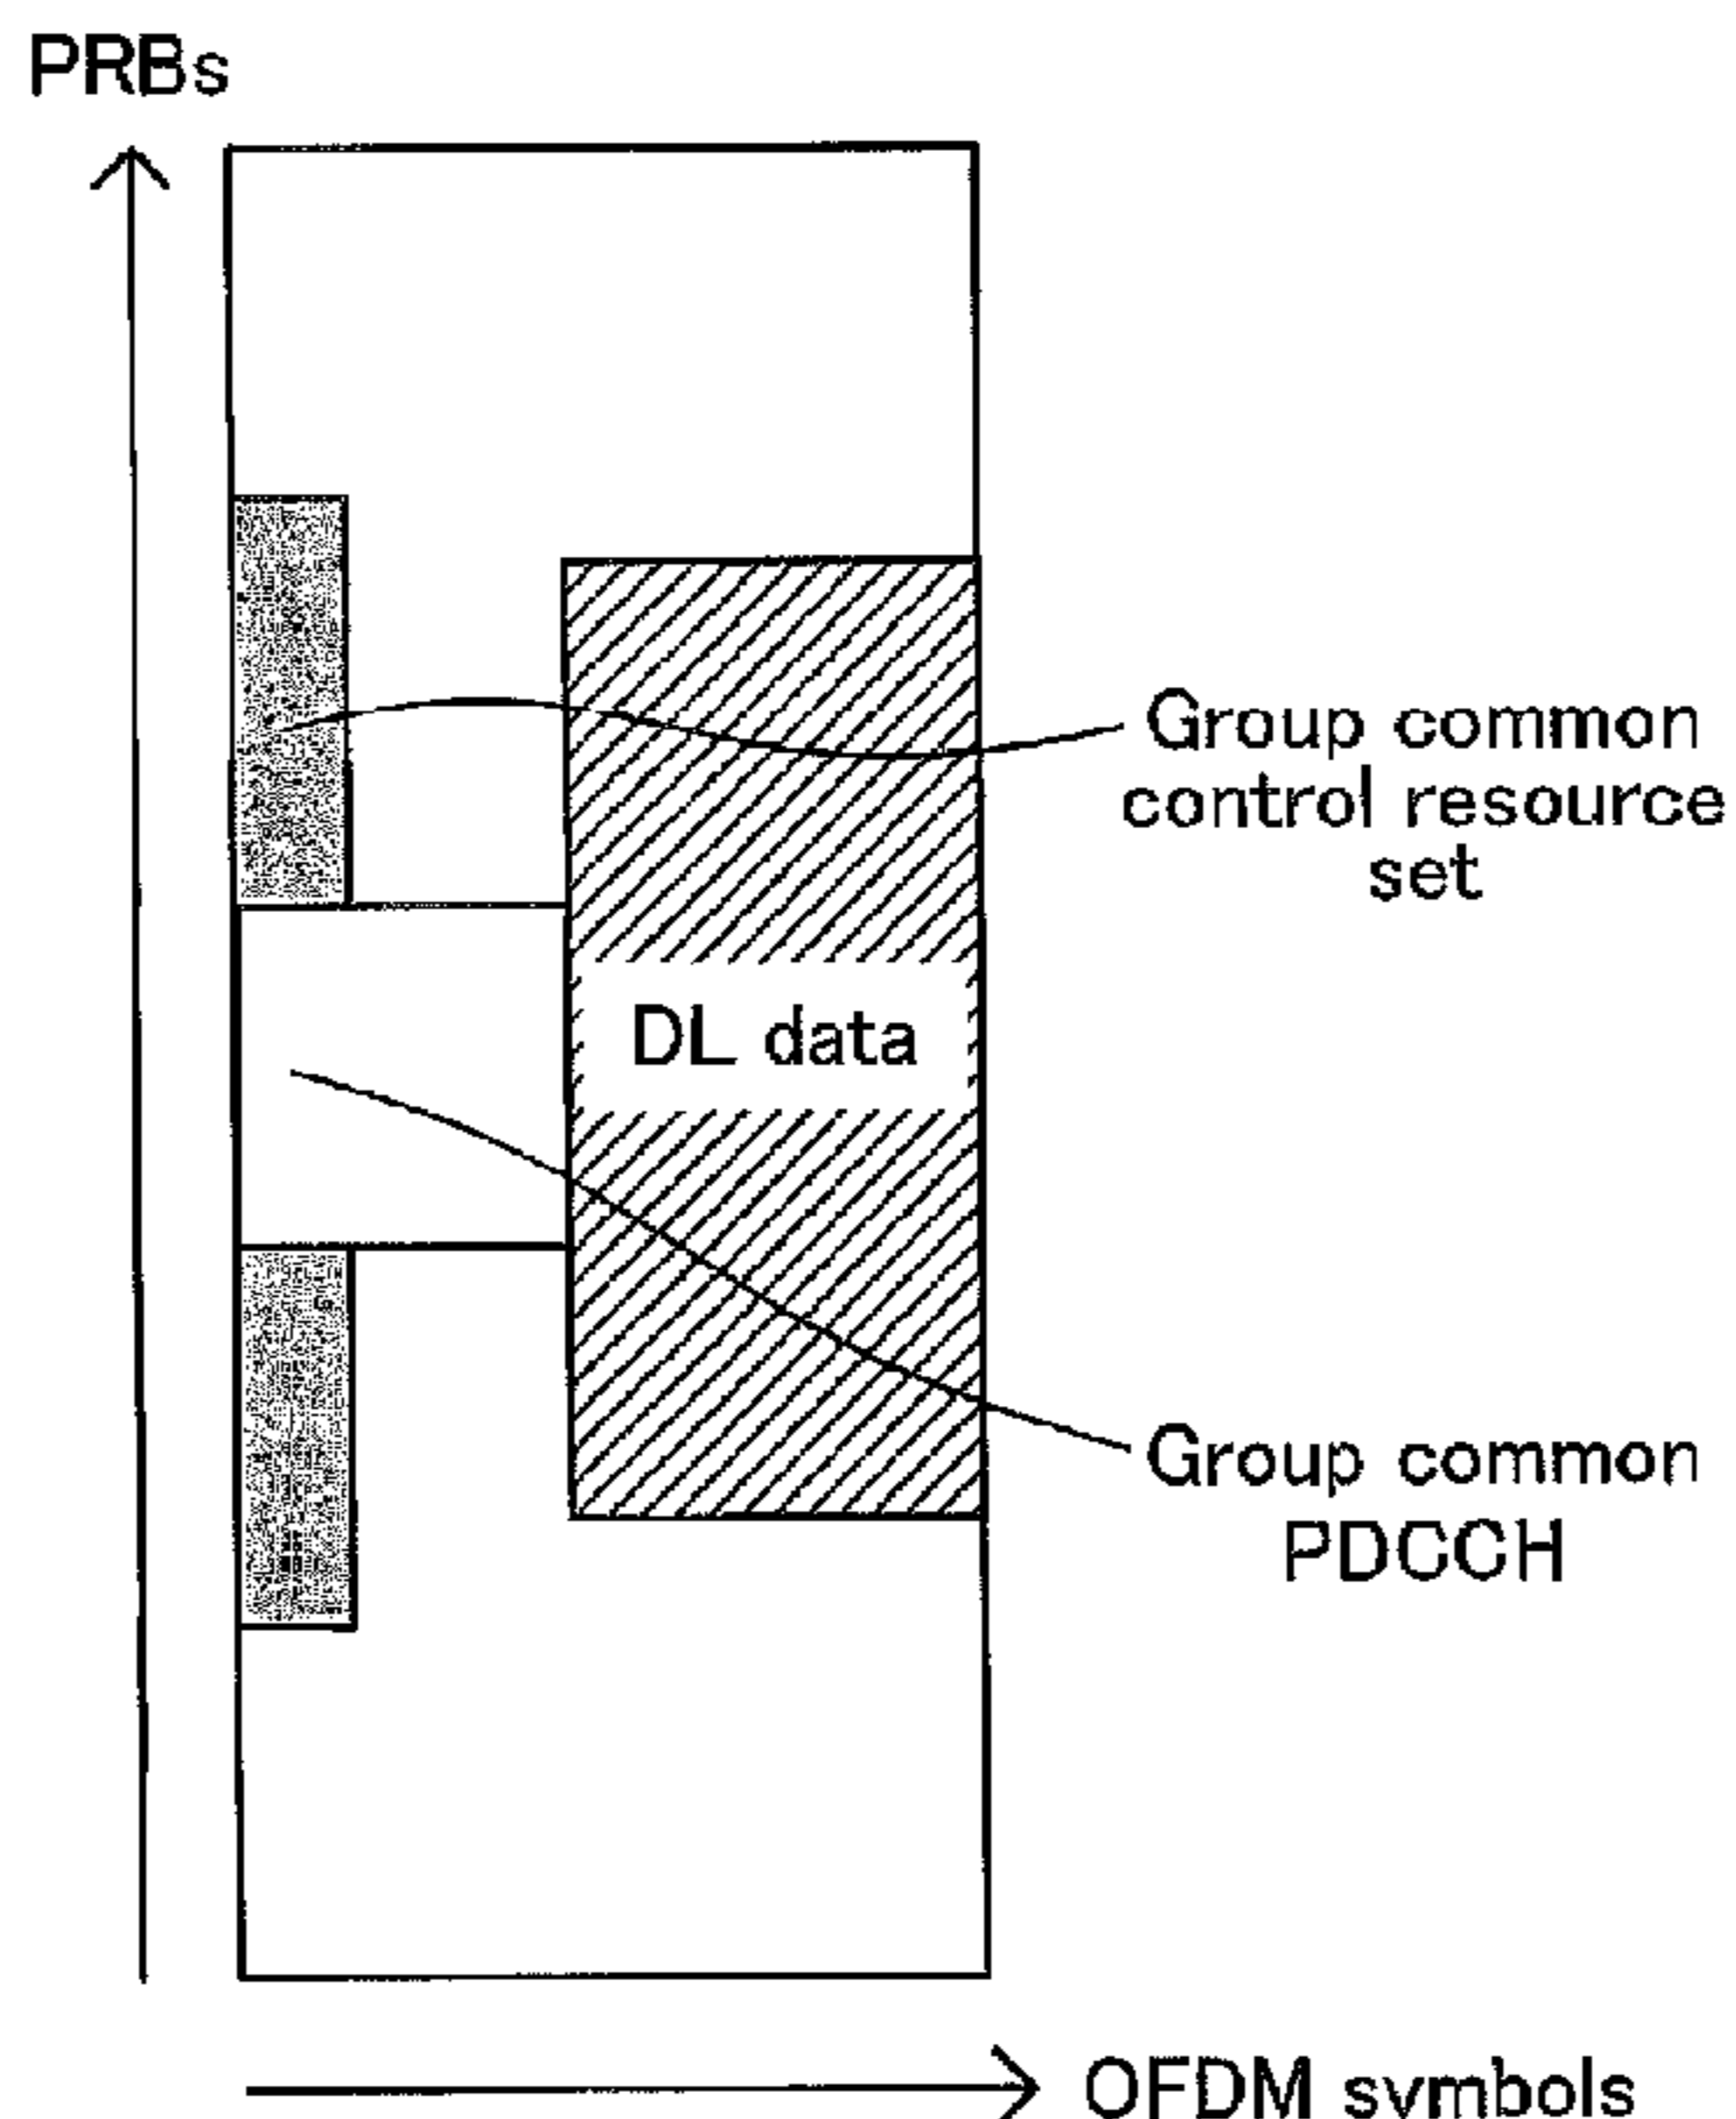 PRBs
Group common
control resource
set
DL data
Group common
PDCCH
OFDM symbols